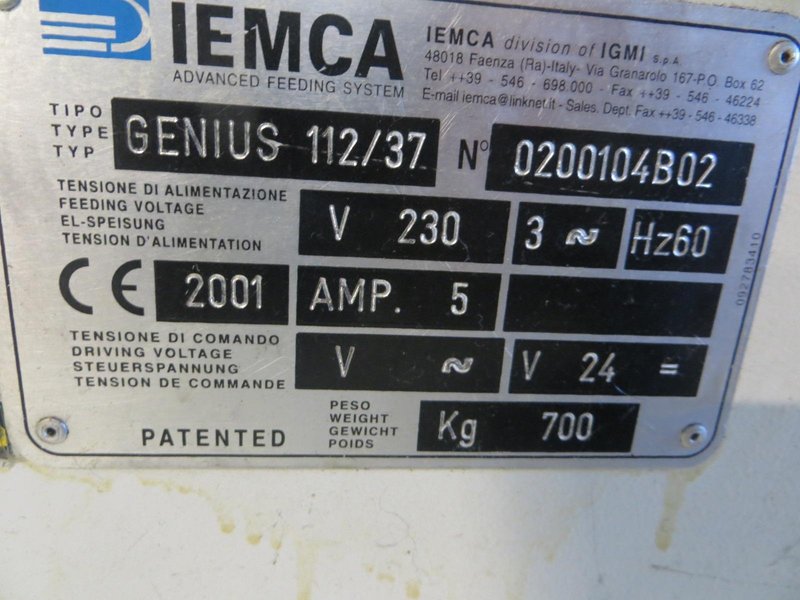 IEMCA
ADVANCED FEEDING SYSTEM
IEMCA division of IGMI S.p.A.
48018 Faenza (Ra)-Italy- Via Granarolo 167-P.O Box 62
Tel ++39 - 546 - 698.000 - Fax ++39 - 546 - 46224
E-mail iemca@linknet.it - Sales. Dept. Fax ++39 - 546 - 46338
TIPO
TYPE
TYP
GENIUS 112/37
N° 0200104B02
TENSIONE DI ALIMENTAZIONE
FEEDING VOLTAGE
EL-SPEISUNG
TENSION D'ALIMENTATION
V 230
3 ~
Hz60
CE 2001
AMP. 5
092783410
TENSIONE DI COMANDO
DRIVING VOLTAGE
STEUERSPANNUNG
TENSION DE COMMANDE
V ~
V 24 =
PATENTED
PESO
WEIGHT
GEWICHT
POIDS
Kg 700